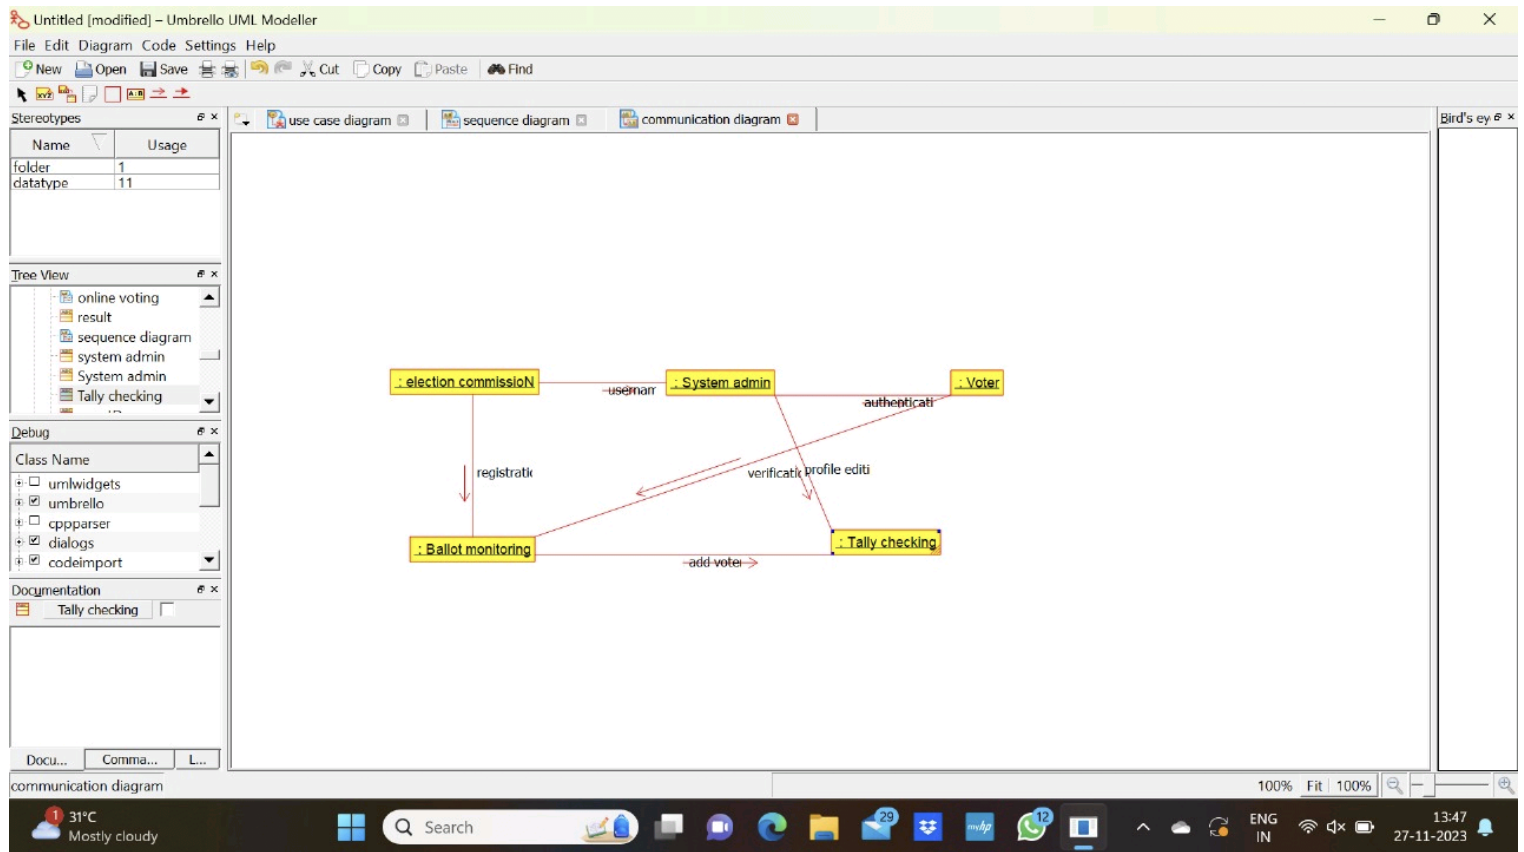 Untitled [modified] – Umbrello UML Modeller
File Edit Diagram Code Settings Help
New Open Save Cut Copy Paste Find
Stereotypes
Name Usage
folder 1
datatype 11
use case diagram sequence diagram communication diagram
Bird's ey
Tree View
online voting
result
sequence diagram
system admin
System admin
Tally checking
Debug
Class Name
umlwidgets
umbrello
cppparser
dialogs
codeimport
Documentation
Tally checking
Docu... Comma... L...
: election commissioN
usernam
: System admin
: Voter
authenticati
registratic
verificatic
profile editi
: Ballot monitoring
: Tally checking
add voter
communication diagram
100% Fit 100%
1
31°C
Mostly cloudy
Search
29
myhp
12
ENG
IN
13:47
27-11-2023